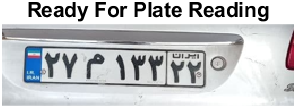 Ready For Plate Reading
۲۷ م ۱۳۳
ایران
۲۲
I.R.
IRAN